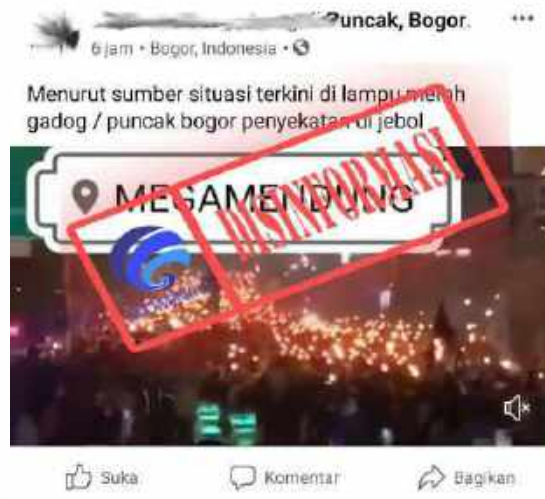 Puncak, Bogor.
6 jam · Bogor, Indonesia ·
Menurut sumber situasi terkini di lampu merah
gadog / puncak bogor penyekatan di jebol
MEGAMENDUNG
DISINFORMASI
Suka
Komentar
Bagikan